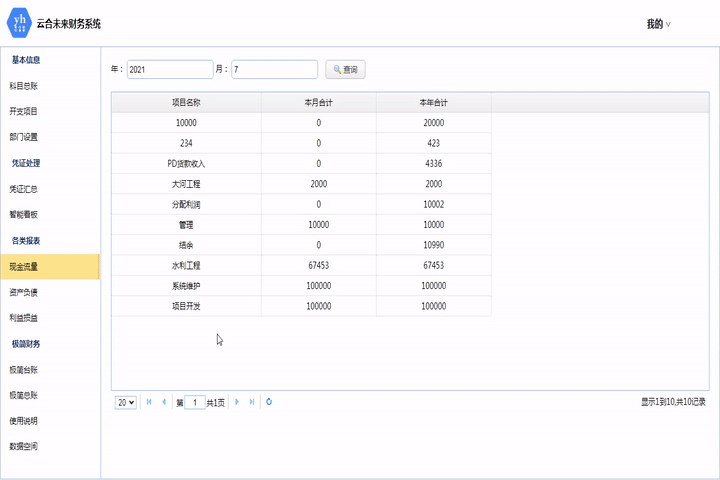 yh
云合未来财务系统
我的 ∨
基本信息
科目总账
开支项目
部门设置
凭证处理
凭证汇总
智能看板
各类报表
现金流量
资产负债
利益损益
极简财务
极简台账
极简总账
使用说明
数据空间
年： 2021 月： 7 查询
项目名称 本月合计 本年合计
10000 0 20000
234 0 423
PD货款收入 0 4336
大河工程 2000 2000
分配利润 0 10002
管理 10000 10000
结余 0 10990
水利工程 67453 67453
系统维护 100000 100000
项目开发 100000 100000
20 第 1 共1页 显示1到10,共10记录